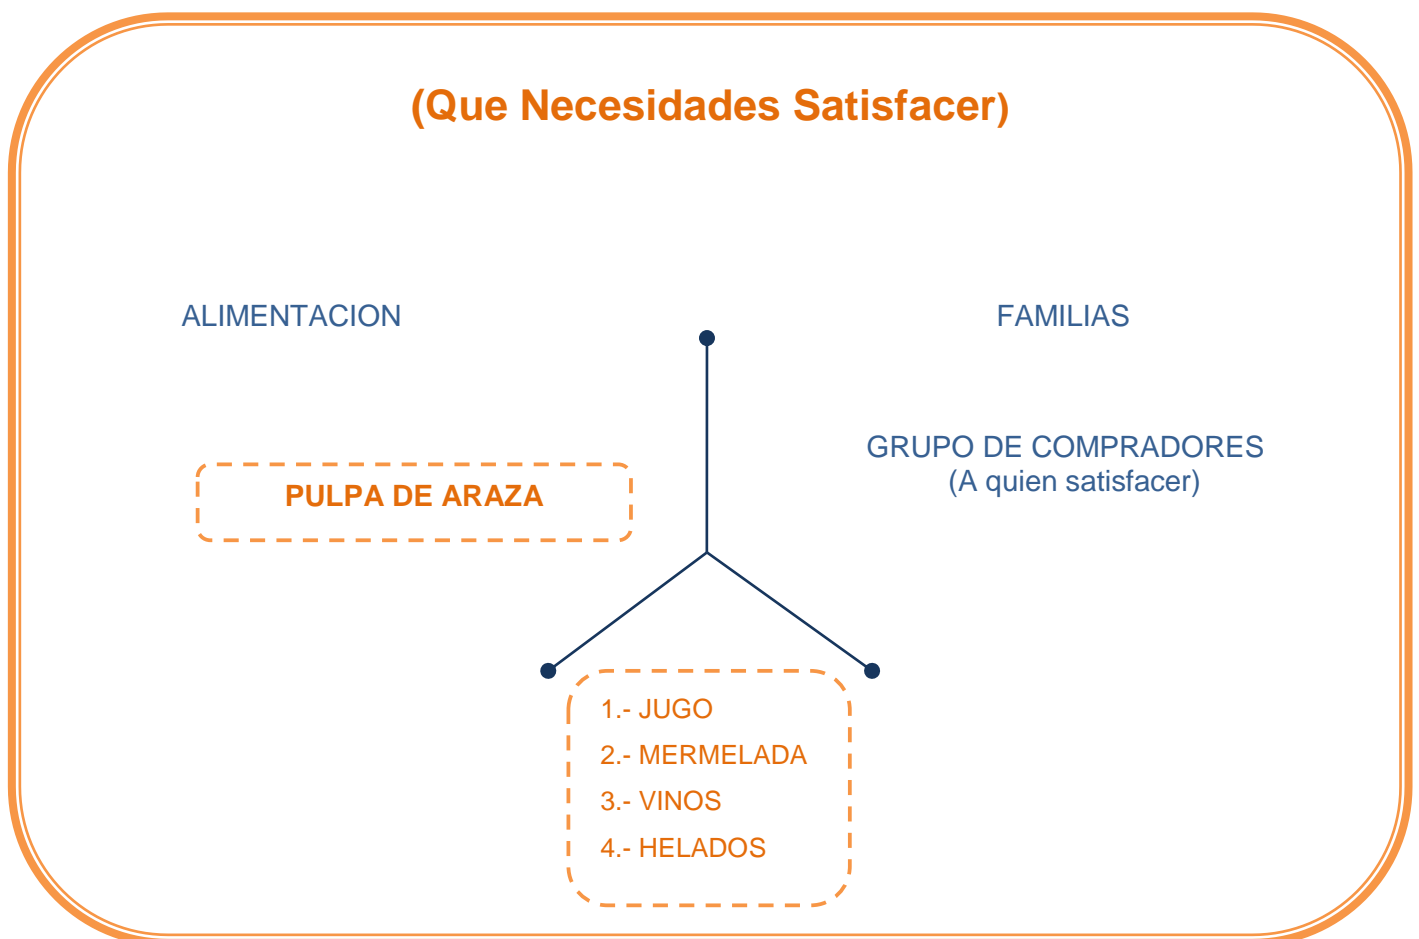 (Que Necesidades Satisfacer)
ALIMENTACION
FAMILIAS
GRUPO DE COMPRADORES
(A quien satisfacer)
PULPA DE ARAZA
1.- JUGO
2.- MERMELADA
3.- VINOS
4.- HELADOS